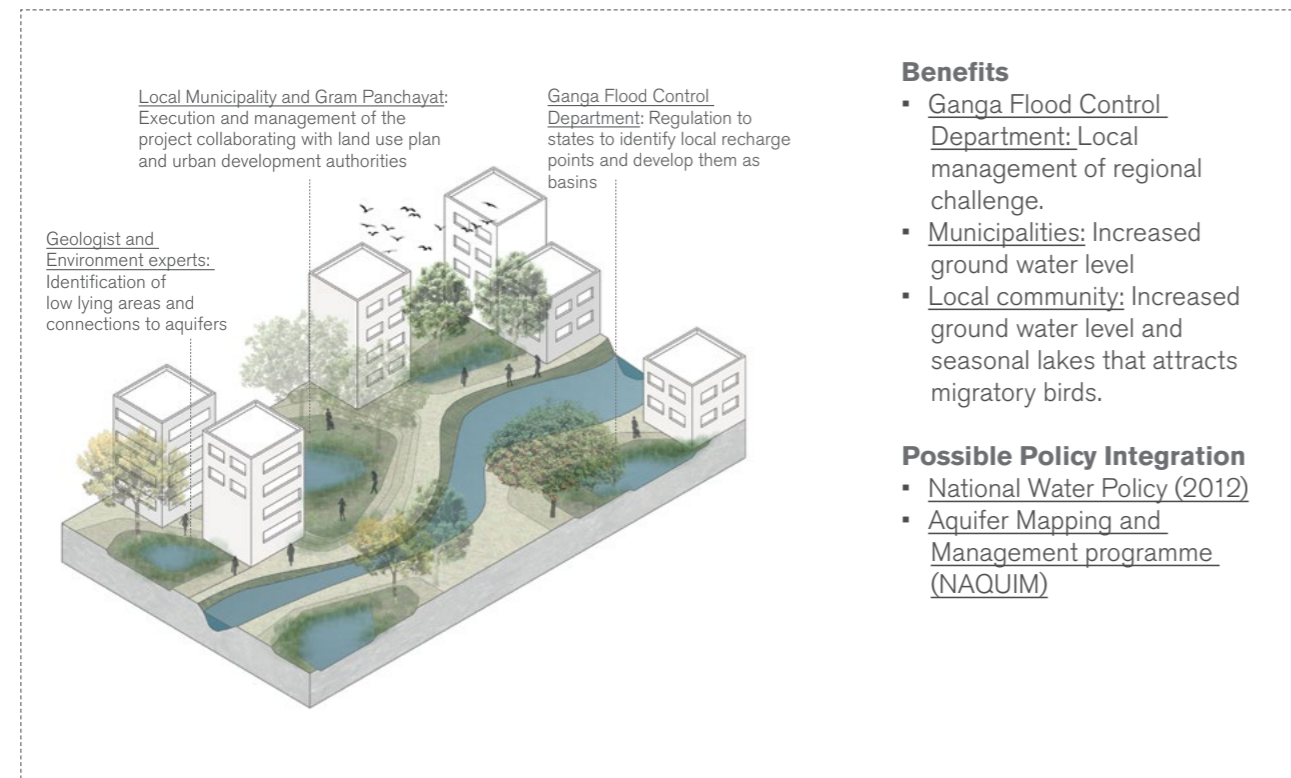 Local Municipality and Gram Panchayat:
Execution and management of the
project collaborating with land use plan
and urban development authorities
Ganga Flood Control
Department: Regulation to
states to identify local recharge
points and develop them as
basins
Geologist and
Environment experts:
Identification of
low lying areas and
connections to aquifers
Benefits
▪ Ganga Flood Control
Department: Local
management of regional
challenge.
▪ Municipalities: Increased
ground water level
▪ Local community: Increased
ground water level and
seasonal lakes that attracts
migratory birds.
Possible Policy Integration
▪ National Water Policy (2012)
▪ Aquifer Mapping and
Management programme
(NAQUIM)